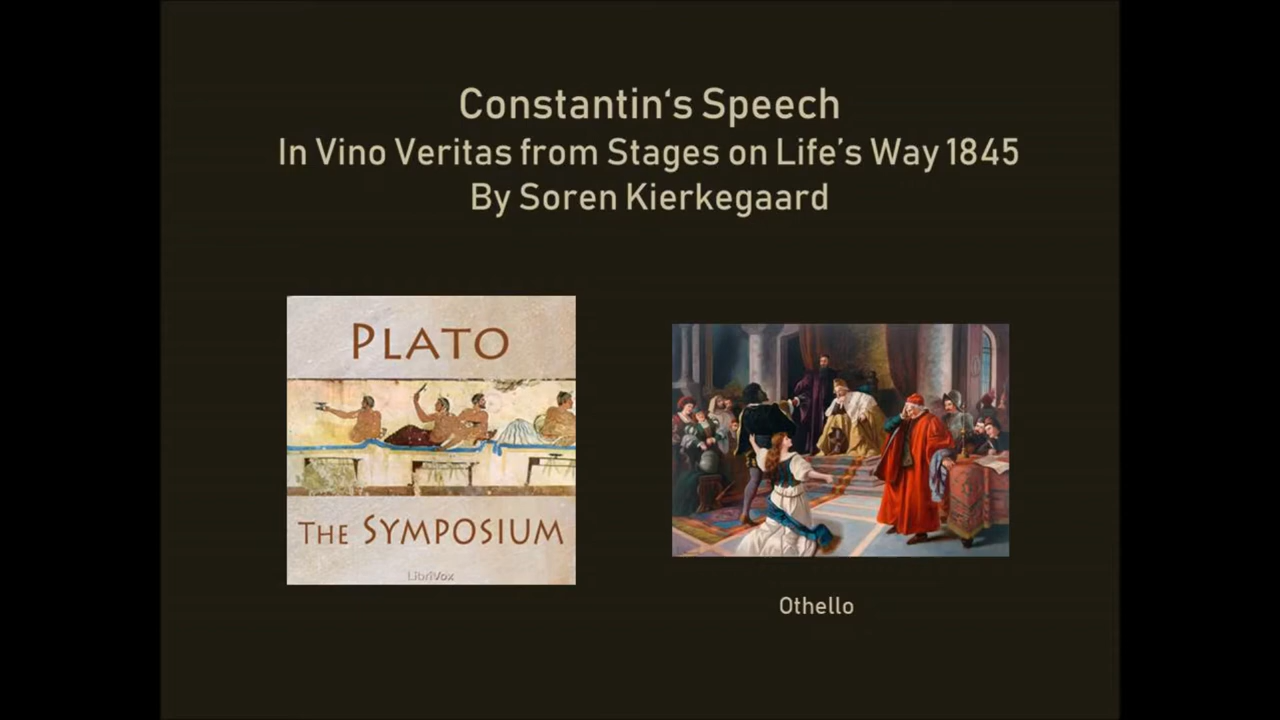 Constantin‘s Speech
In Vino Veritas from Stages on Life’s Way 1845
By Soren Kierkegaard
PLATO
THE SYMPOSIUM
LibriVox
Othello